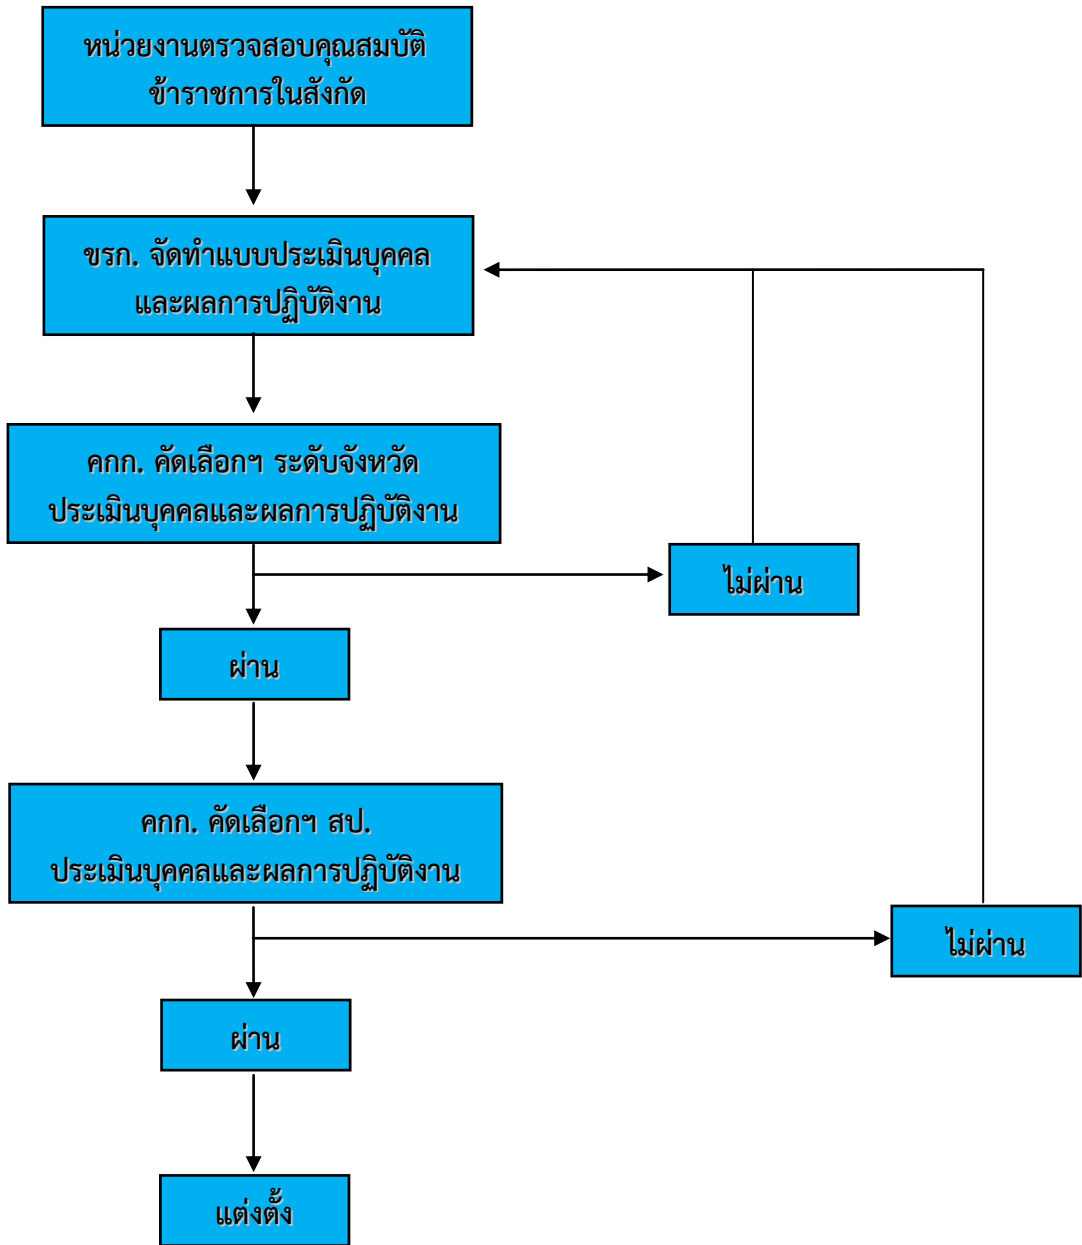 หน่วยงานตรวจสอบคุณสมบัติ
ข้าราชการในสังกัด
ขรก. จัดทำแบบประเมินบุคคล
และผลการปฏิบัติงาน
คกก. คัดเลือกฯ ระดับจังหวัด
ประเมินบุคคลและผลการปฏิบัติงาน
ไม่ผ่าน
ผ่าน
คกก. คัดเลือกฯ สป.
ประเมินบุคคลและผลการปฏิบัติงาน
ไม่ผ่าน
ผ่าน
แต่งตั้ง